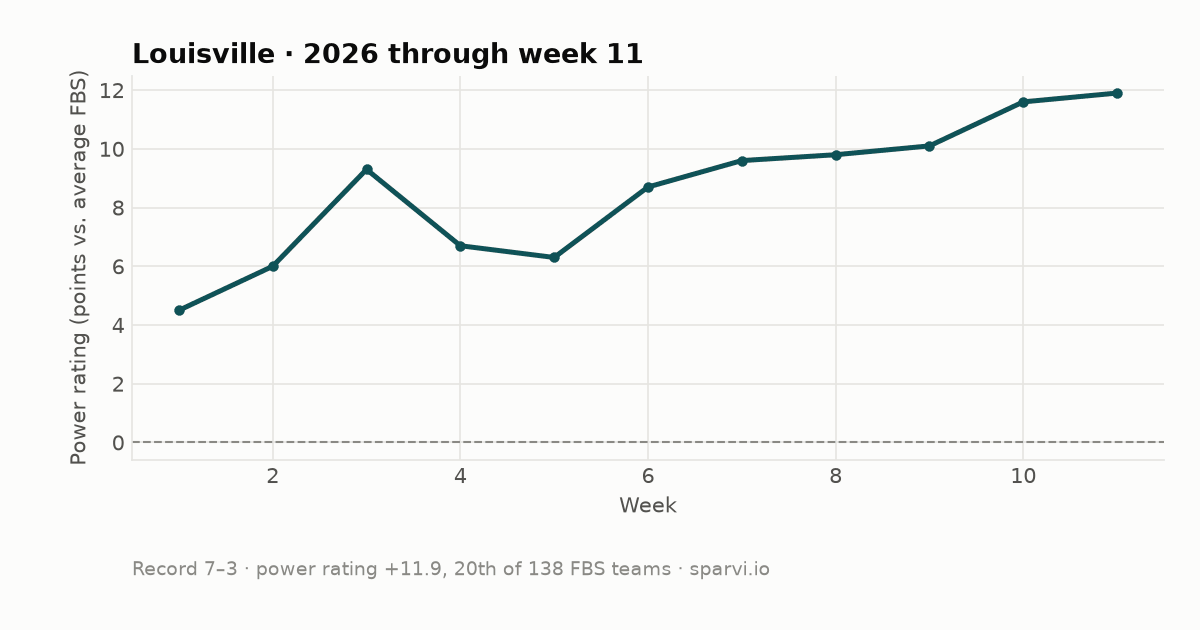 Louisville · 2026 through week 11
Power rating (points vs. average FBS)
12
10
8
6
4
2
0
2 4 6 8 10
Week
Record 7–3 · power rating +11.9, 20th of 138 FBS teams · sparvi.io